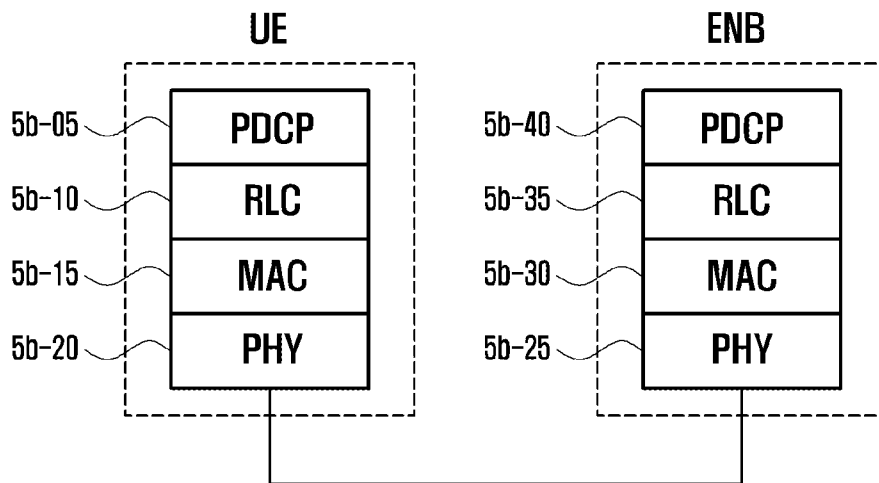 UE
ENB
5b-05
PDCP
5b-40
PDCP
5b-10
RLC
5b-35
RLC
5b-15
MAC
5b-30
MAC
5b-20
PHY
5b-25
PHY